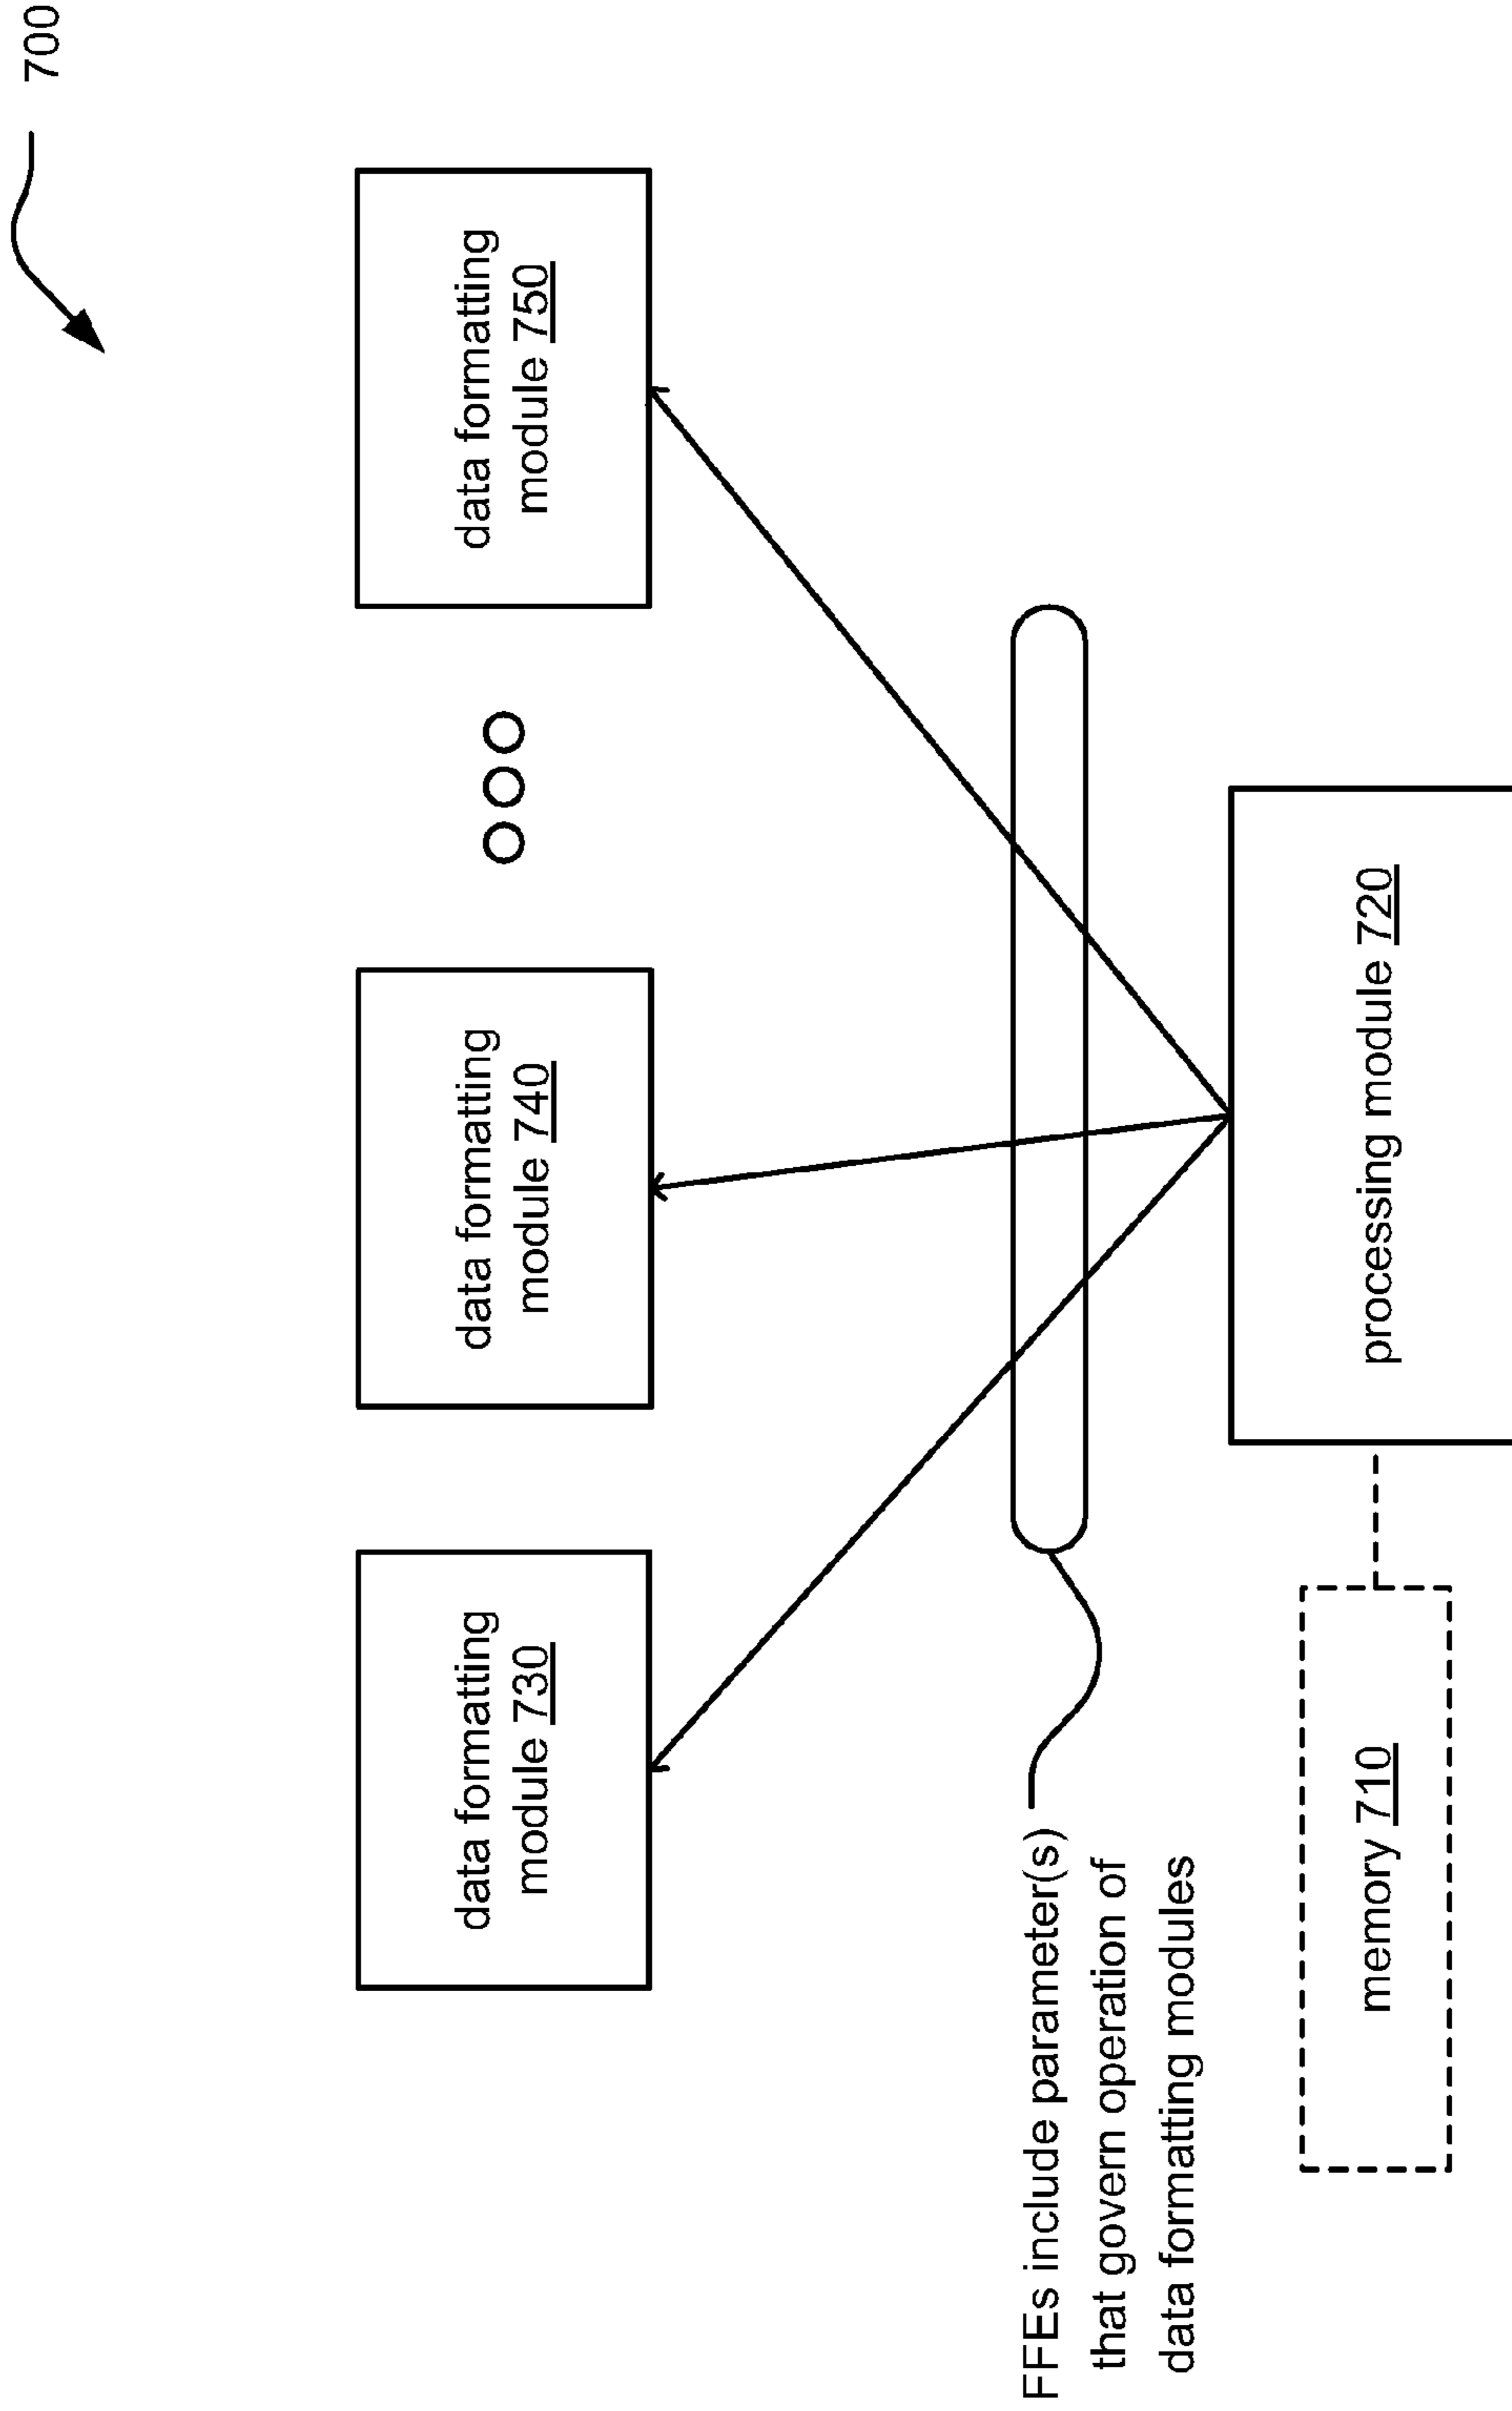 700
data formatting
module 730
data formatting
module 740
data formatting
module 750
FFEs include parameter(s)
that govern operation of
data formatting modules
memory 710
processing module 720